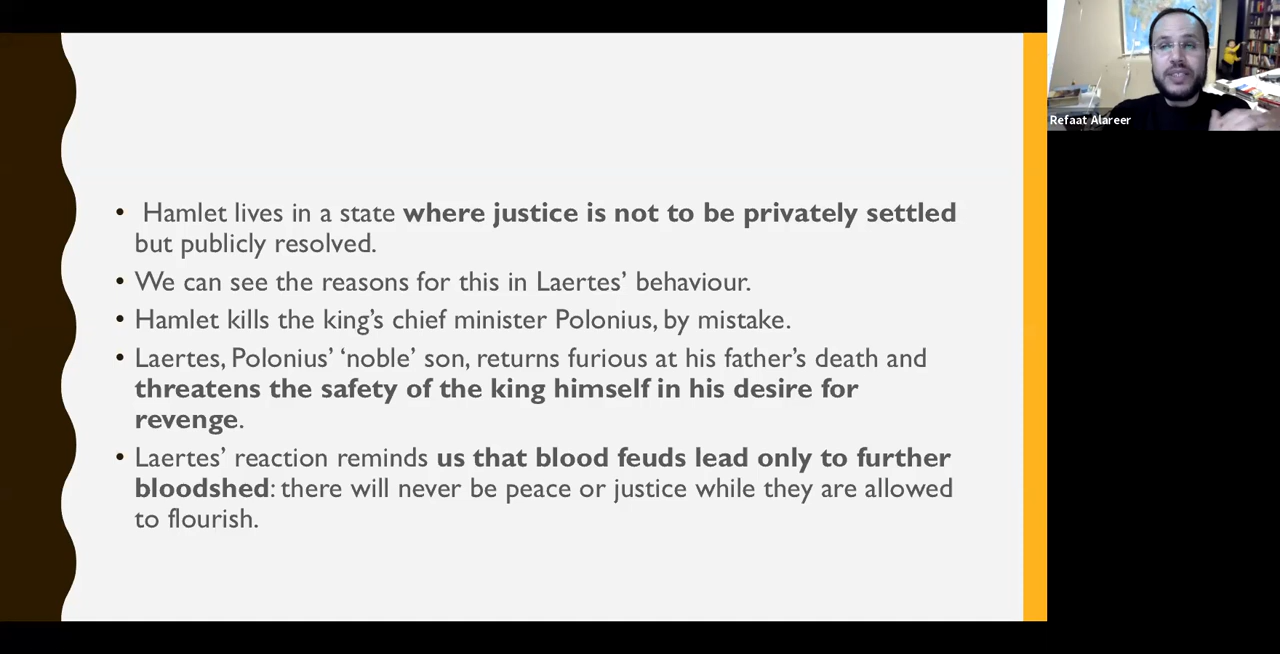 Refaat Alareer
• Hamlet lives in a state where justice is not to be privately settled
but publicly resolved.
• We can see the reasons for this in Laertes’ behaviour.
• Hamlet kills the king’s chief minister Polonius, by mistake.
• Laertes, Polonius’ ‘noble’ son, returns furious at his father’s death and
threatens the safety of the king himself in his desire for
revenge.
• Laertes’ reaction reminds us that blood feuds lead only to further
bloodshed: there will never be peace or justice while they are allowed
to flourish.